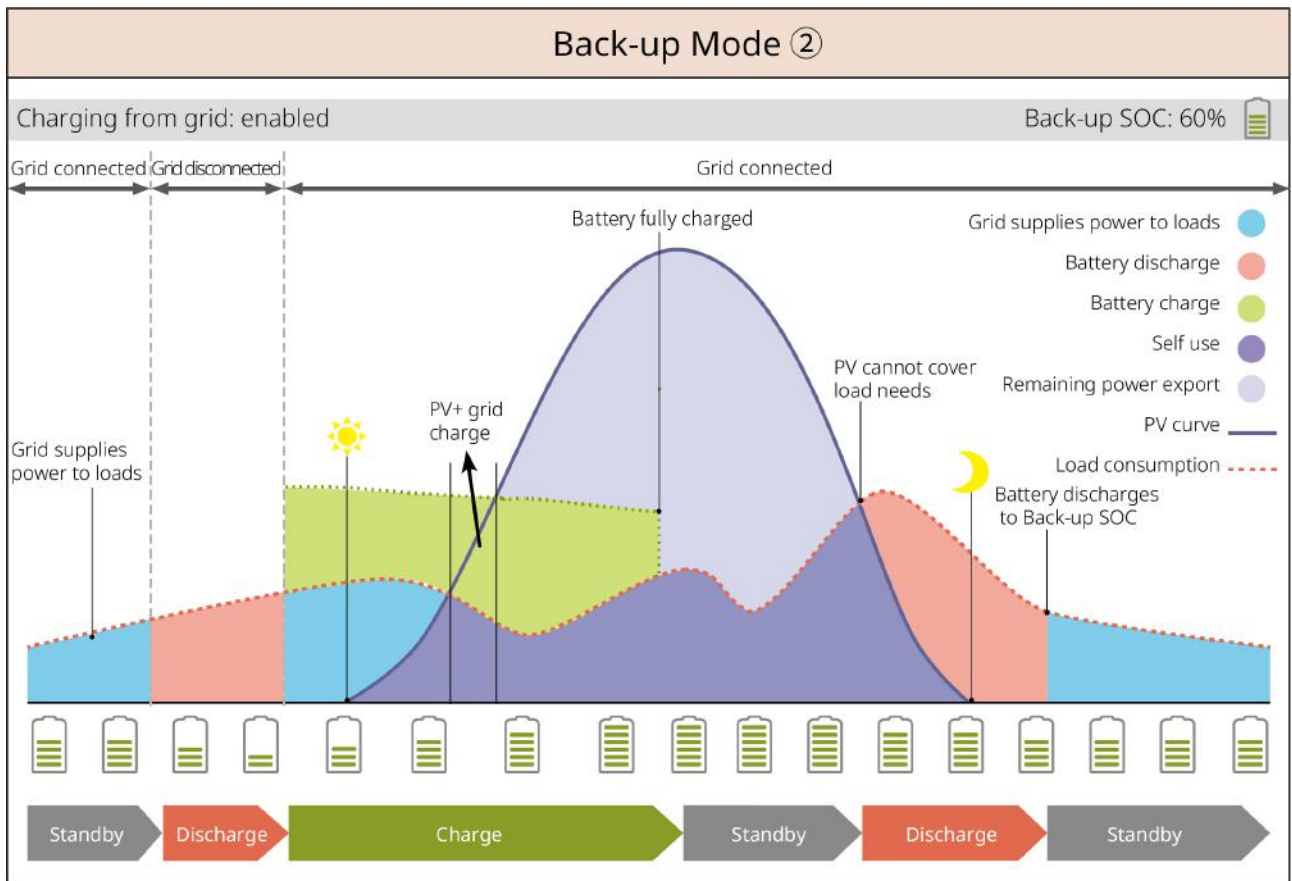 Back-up Mode ②
Charging from grid: enabled
Back-up SOC: 60%
Grid connected
Grid disconnected
Grid connected
Battery fully charged
Grid supplies power to loads
Battery discharge
Battery charge
Self use
Remaining power export
PV curve
Load consumption
PV cannot cover
load needs
PV+ grid
charge
Grid supplies
power to loads
Battery discharges
to Back-up SOC
Standby
Discharge
Charge
Standby
Discharge
Standby